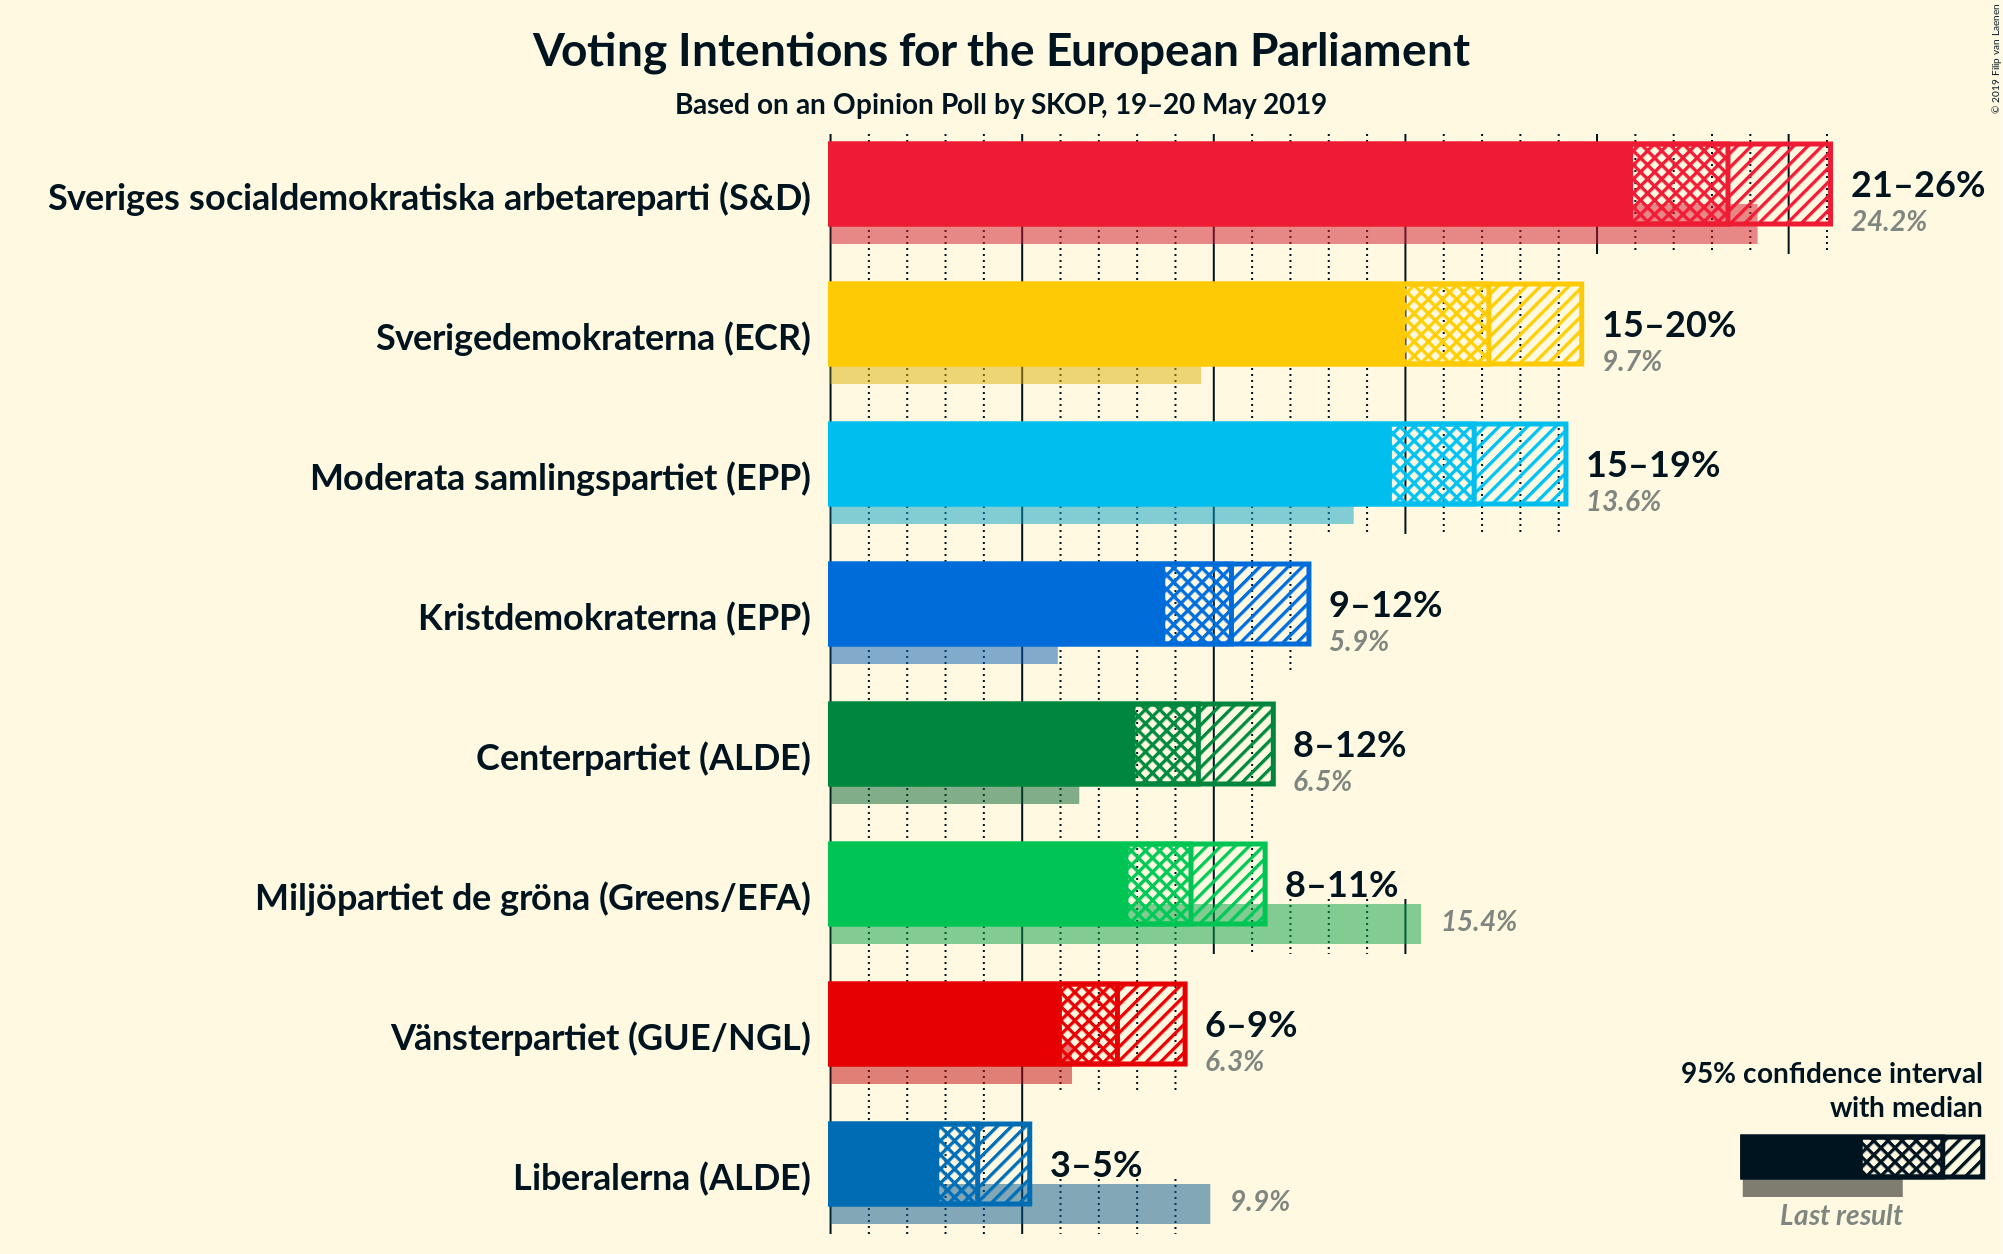 Voting Intentions for the European Parliament
Based on an Opinion Poll by SKOP, 19–20 May 2019
© 2019 Filip van Laenen
Sveriges socialdemokratiska arbetareparti (S&D)
21–26%
24.2%
Sverigedemokraterna (ECR)
15–20%
9.7%
Moderata samlingspartiet (EPP)
15–19%
13.6%
Kristdemokraterna (EPP)
9–12%
5.9%
Centerpartiet (ALDE)
8–12%
6.5%
Miljöpartiet de gröna (Greens/EFA)
8–11%
15.4%
Vänsterpartiet (GUE/NGL)
6–9%
6.3%
Liberalerna (ALDE)
3–5%
9.9%
95% confidence interval
with median
Last result